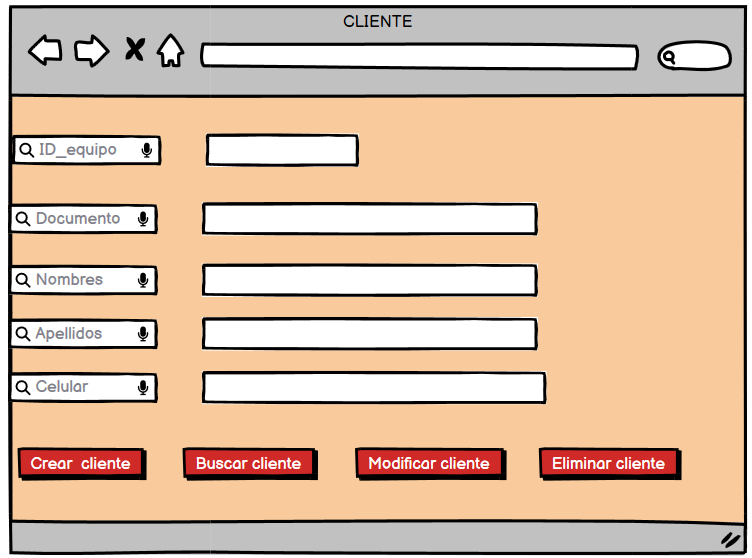 CLIENTE
ID_equipo
Documento
Nombres
Apellidos
Celular
Crear cliente Buscar cliente Modificar cliente Eliminar cliente